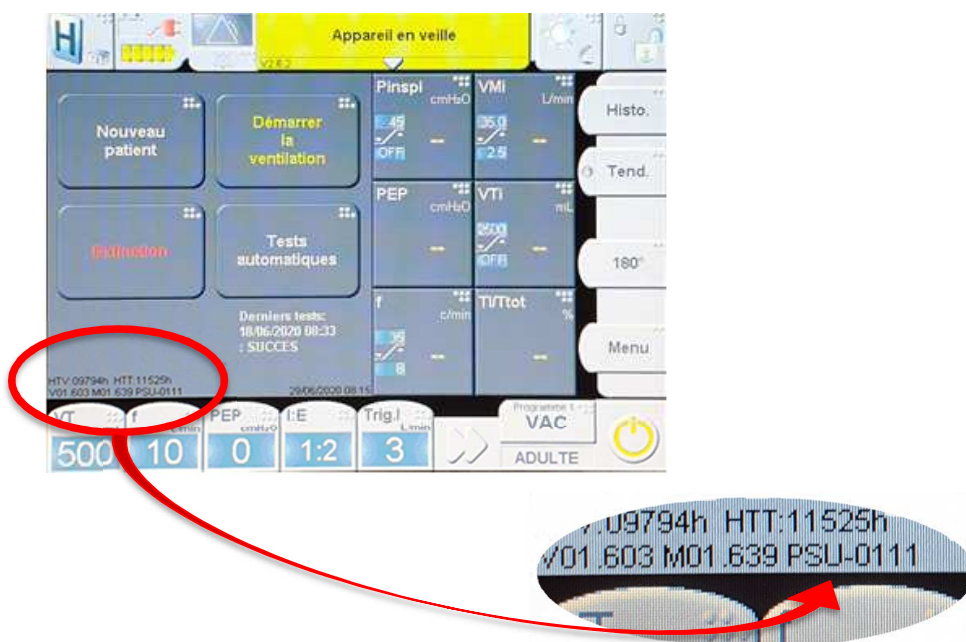 H
Appareil en veille
V2.6.2
Nouveau
patient
Démarrer
la
ventilation
Extinction
Tests
automatiques
Derniers tests:
18/06/2020 08:33
: SUCCES
HTV:09794h HTT:11525h
V01.603 M01.639 PSU-0111
29/06/2020 08:15
Pinspi
cmH2O
45
--
OFF
VMi
L/min
35.0
--
2.5
PEP
cmH2O
--
VTi
mL
2500
--
OFF
f
c/min
35
--
8
TI/Ttot
%
--
Histo.
Tend.
180°
Menu
VT
500
f
10
PEP
cmH2O
0
I:E
1:2
Trig.I
L/min
3
Programme 1
VAC
ADULTE
:09794h HTT:11525h
V01.603 M01.639 PSU-0111